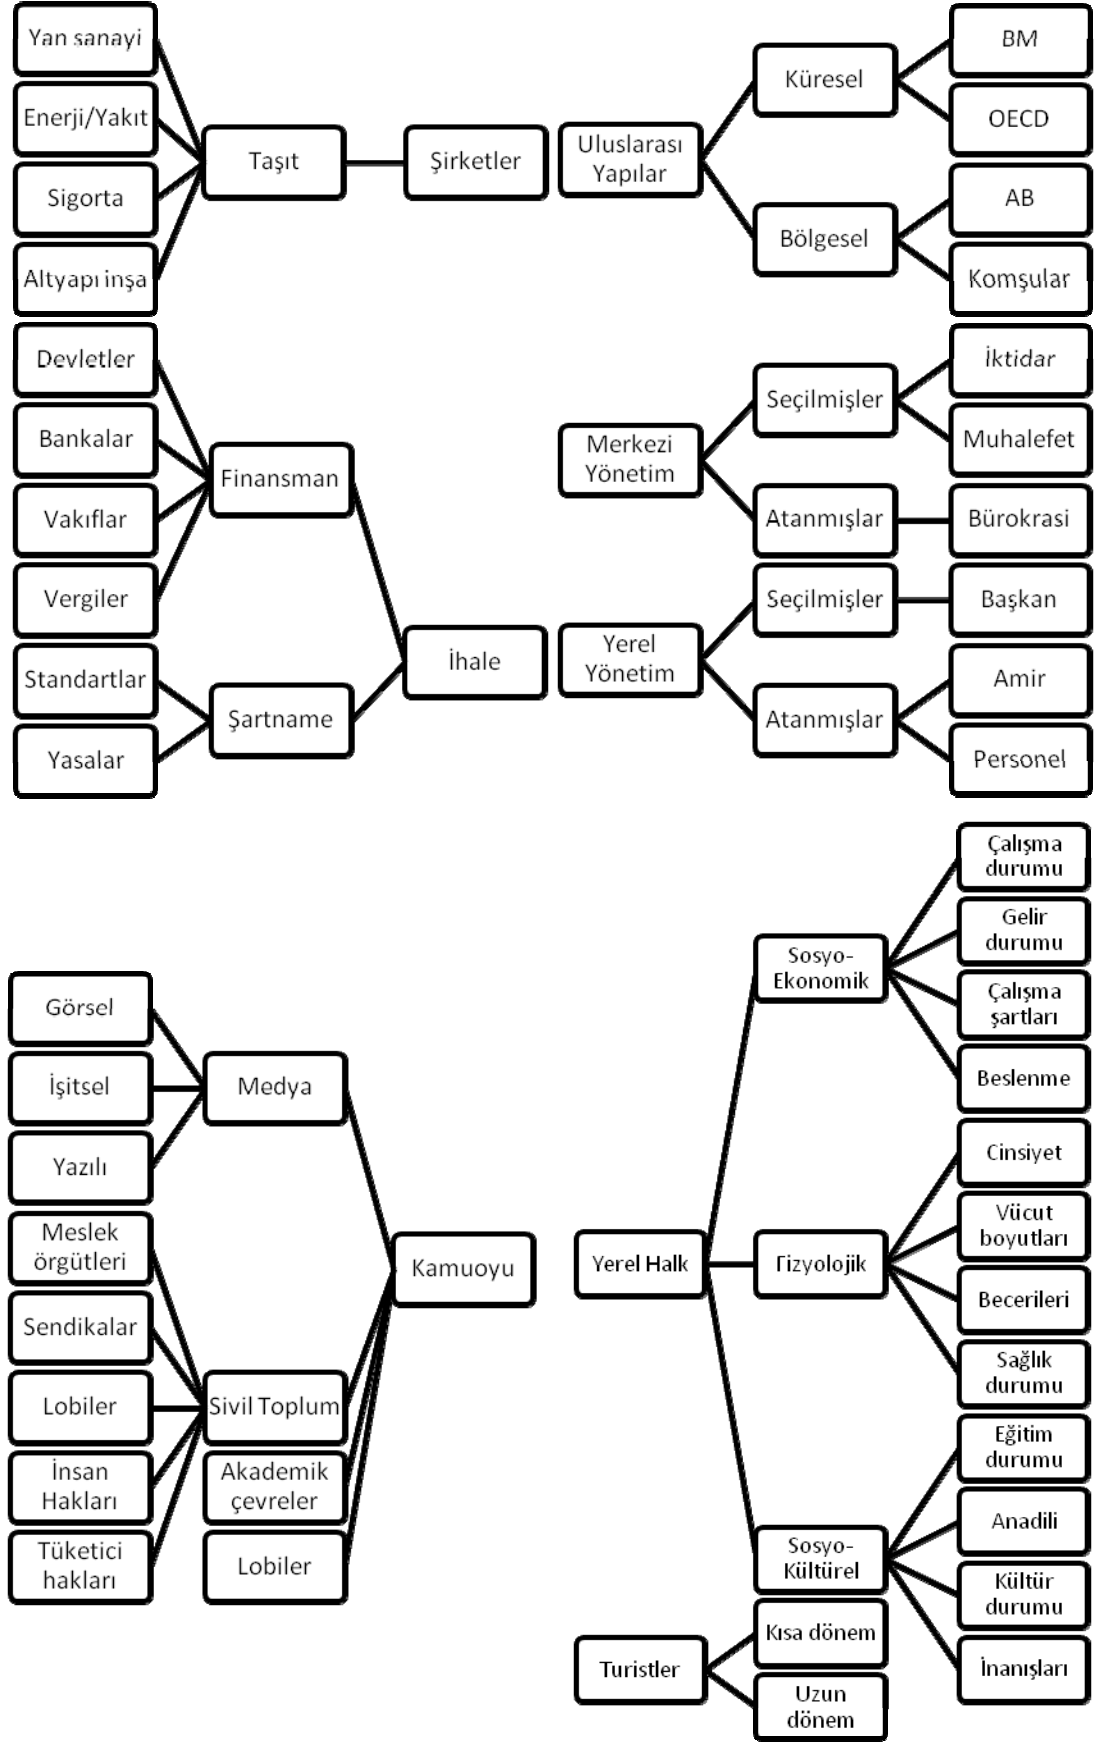 Yan sanayi
Enerji/Yakıt
Sigorta
Altyapı inşa
Taşıt
Şirketler
Devletler
Bankalar
Vakıflar
Vergiler
Standartlar
Yasalar
Finansman
Şartname
İhale
Uluslarası
Yapılar
Küresel
Bölgesel
BM
OECD
AB
Komşular
Merkezi
Yönetim
Seçilmişler
Atanmışlar
İktidar
Muhalefet
Bürokrasi
Yerel
Yönetim
Seçilmişler
Atanmışlar
Başkan
Amir
Personel
Görsel
İşitsel
Yazılı
Meslek
örgütleri
Sendikalar
Lobiler
İnsan
Hakları
Tüketici
hakları
Medya
Sivil Toplum
Akademik
çevreler
Lobiler
Kamuoyu
Yerel Halk
Sosyo-
Ekonomik
Çalışma
durumu
Gelir
durumu
Çalışma
şartları
Beslenme
Fizyolojik
Cinsiyet
Vücut
boyutları
Becerileri
Sağlık
durumu
Sosyo-
Kültürel
Eğitim
durumu
Anadili
Kültür
durumu
İnanışları
Turistler
Kısa dönem
Uzun
dönem